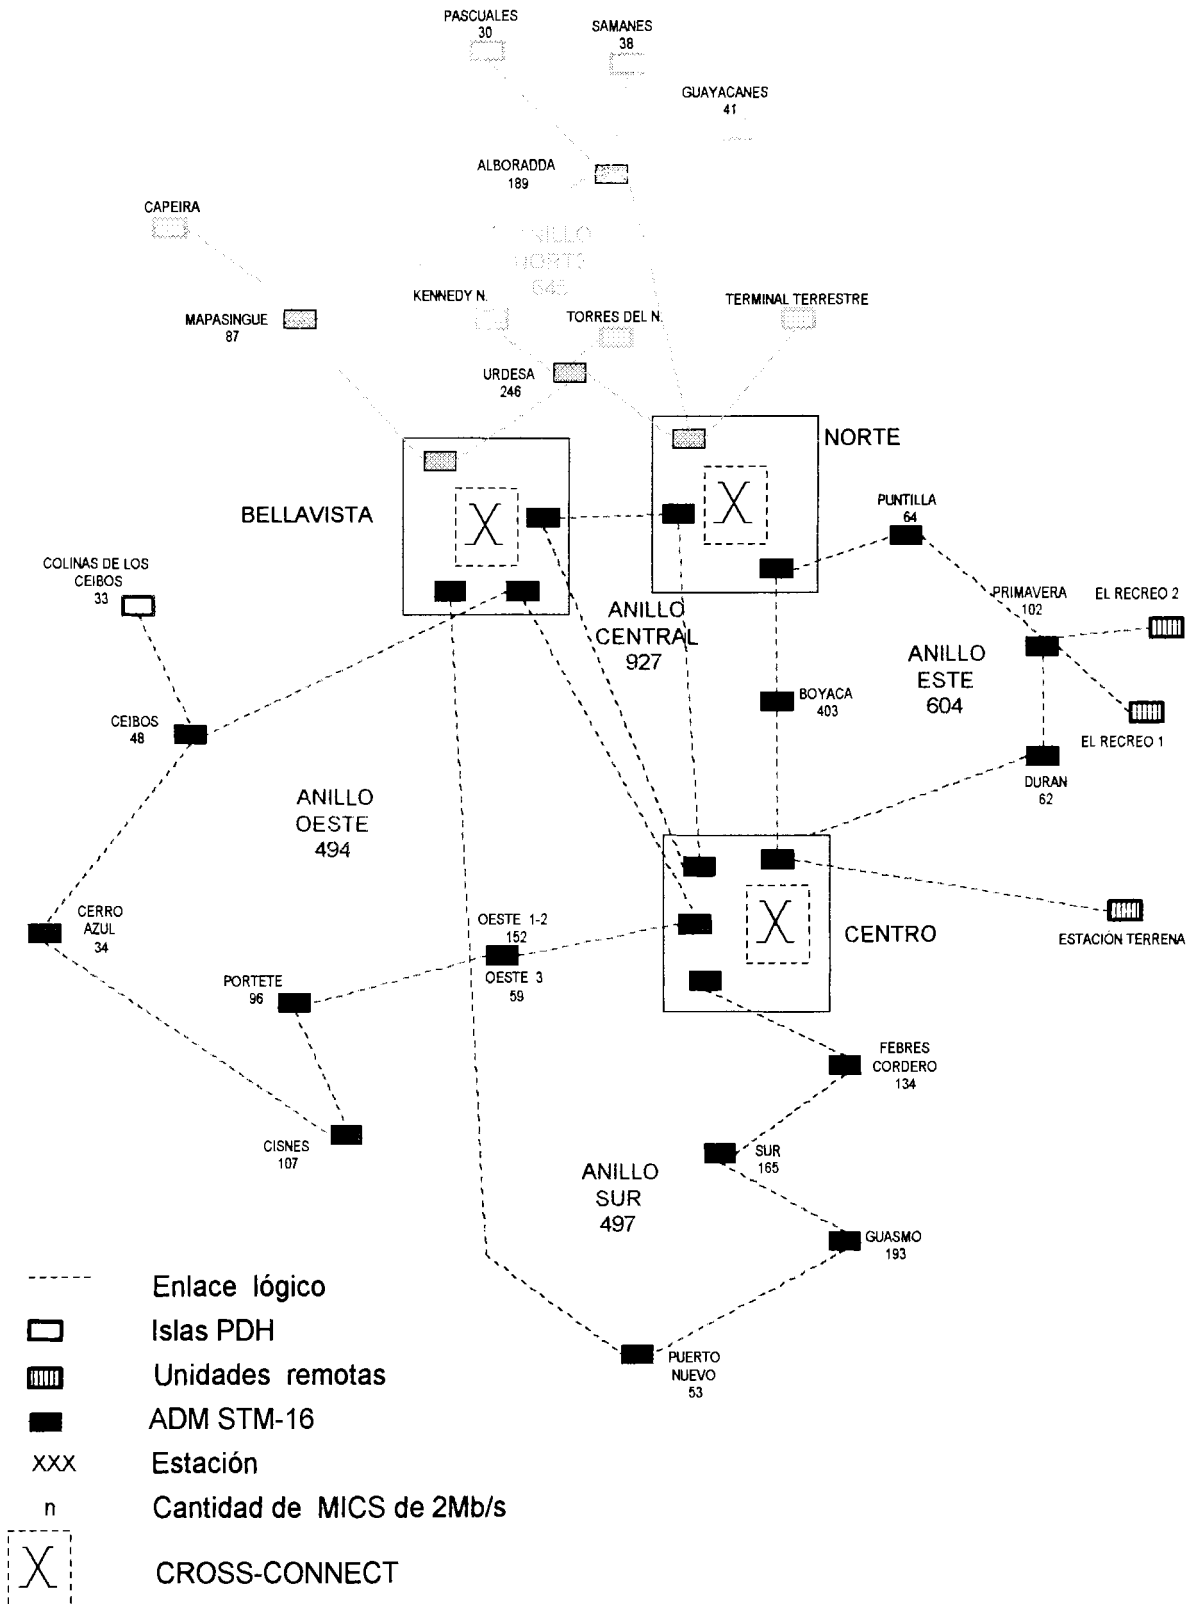 PASCUALES
30
SAMANES
38
GUAYACANES
41
ALBORADDA
189
CAPEIRA
ANILLO
NORT3
645
KENNEDY N.
TORRES DEL N.
TERMINAL TERRESTRE
MAPASINGUE
87
URDESA
246
NORTE
BELLAVISTA
PUNTILLA
64
COLINAS DE LOS
CEIBOS
33
PRIMAVERA
102
EL RECREO 2
ANILLO
CENTRAL
927
ANILLO
ESTE
604
BOYACA
403
CEIBOS
48
EL RECREO 1
DURAN
62
ANILLO
OESTE
494
CERRO
AZUL
34
OESTE 1-2
152
OESTE 3
59
CENTRO
ESTACIÓN TERRENA
PORTETE
96
FEBRES
CORDERO
134
CISNES
107
SUR
165
ANILLO
SUR
497
GUASMO
193
PUERTO
NUEVO
53
Enlace lógico
Islas PDH
Unidades remotas
ADM STM-16
XXX Estación
n Cantidad de MICS de 2Mb/s
CROSS-CONNECT